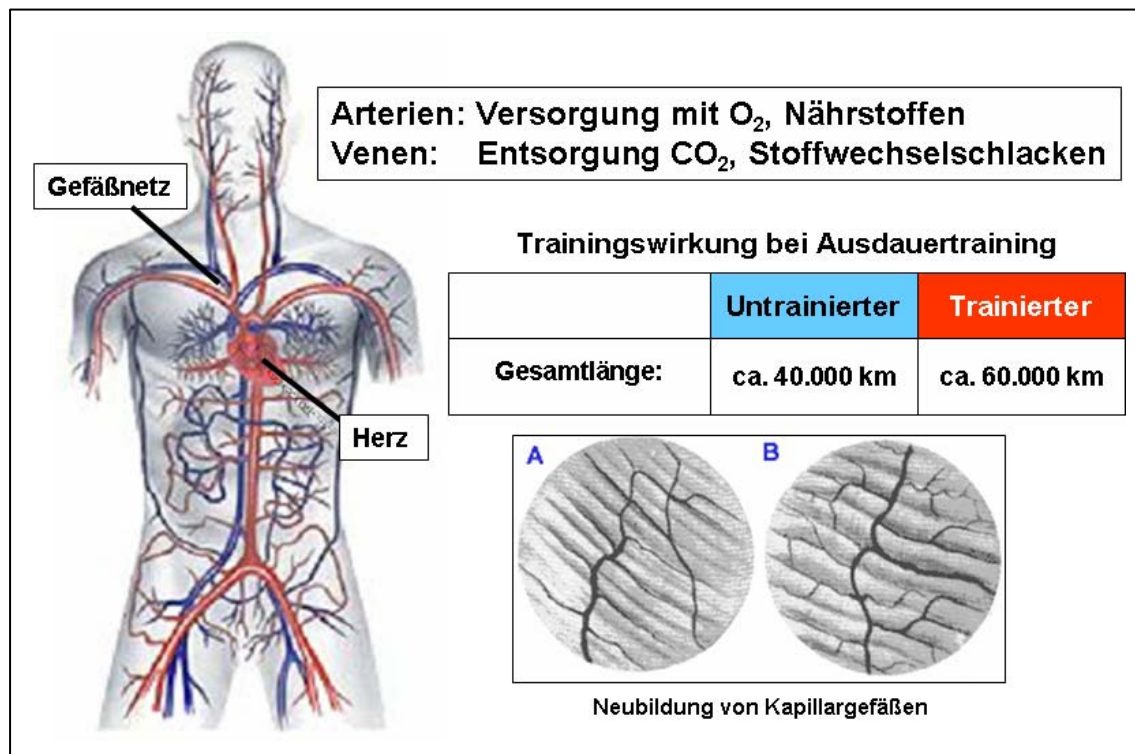 Arterien: Versorgung mit O₂, Nährstoffen
Venen: Entsorgung CO₂, Stoffwechselschlacken
Gefäßnetz
Herz
Trainingswirkung bei Ausdauertraining
Untrainierter Trainierter
Gesamtlänge: ca. 40.000 km ca. 60.000 km
A B
Neubildung von Kapillargefäßen